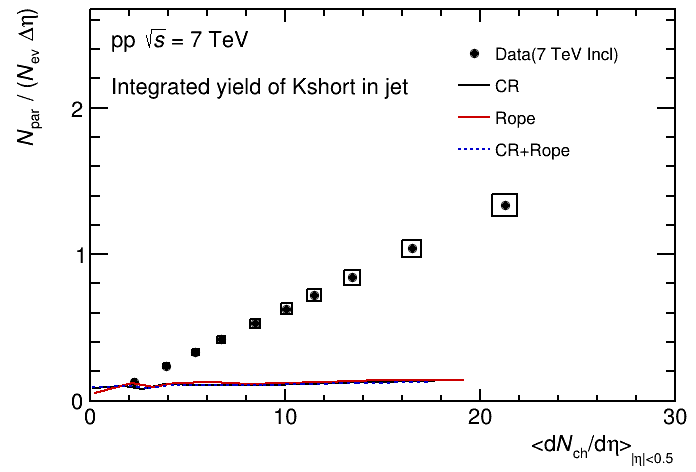 pp √s = 7 TeV
Integrated yield of Kshort in jet
Data(7 TeV Incl)
CR
Rope
CR+Rope
N_par / (N_ev Δη)
2
1
0
0 10 20 30
<dN_ch/dη>_|η|<0.5